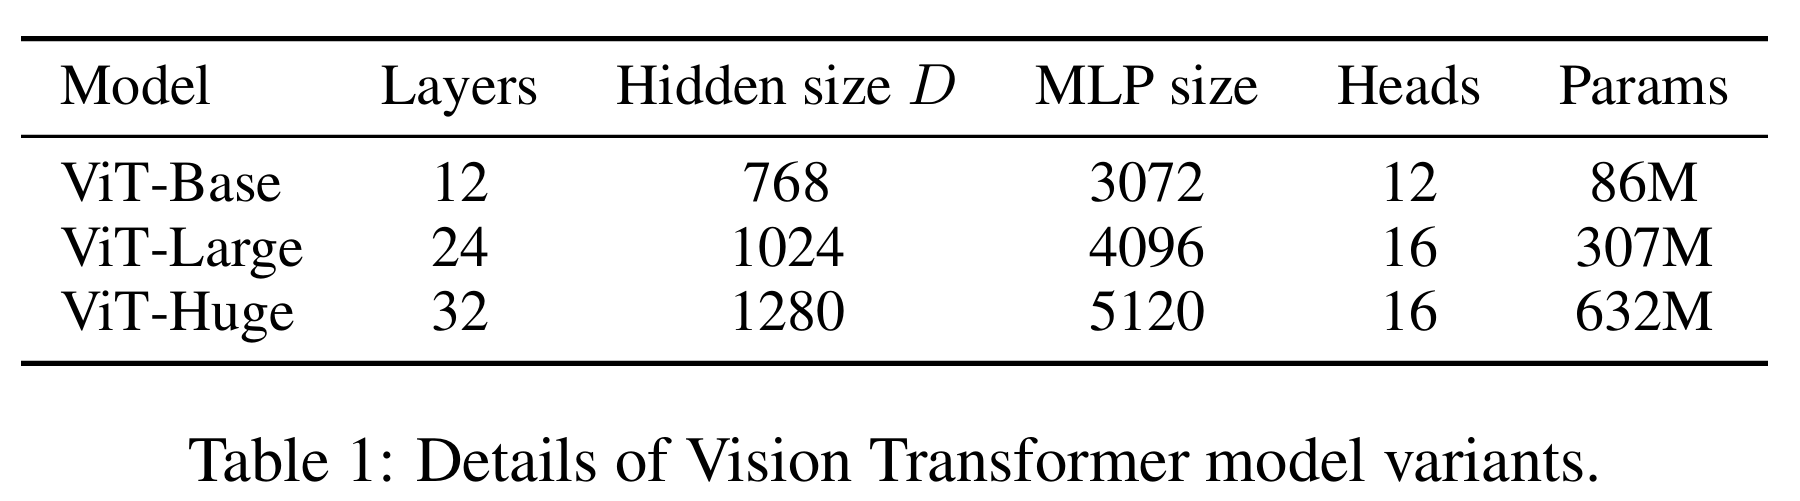 Model Layers Hidden size D MLP size Heads Params
ViT-Base 12 768 3072 12 86M
ViT-Large 24 1024 4096 16 307M
ViT-Huge 32 1280 5120 16 632M
Table 1: Details of Vision Transformer model variants.